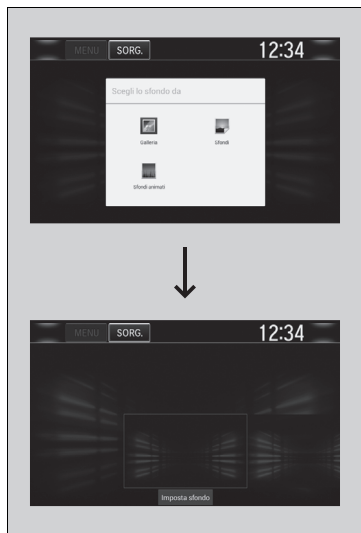 MENU SORG. 12:34
Scegli lo sfondo da
Galleria Sfondi
Sfondi animati
MENU SORG. 12:34
Imposta sfondo